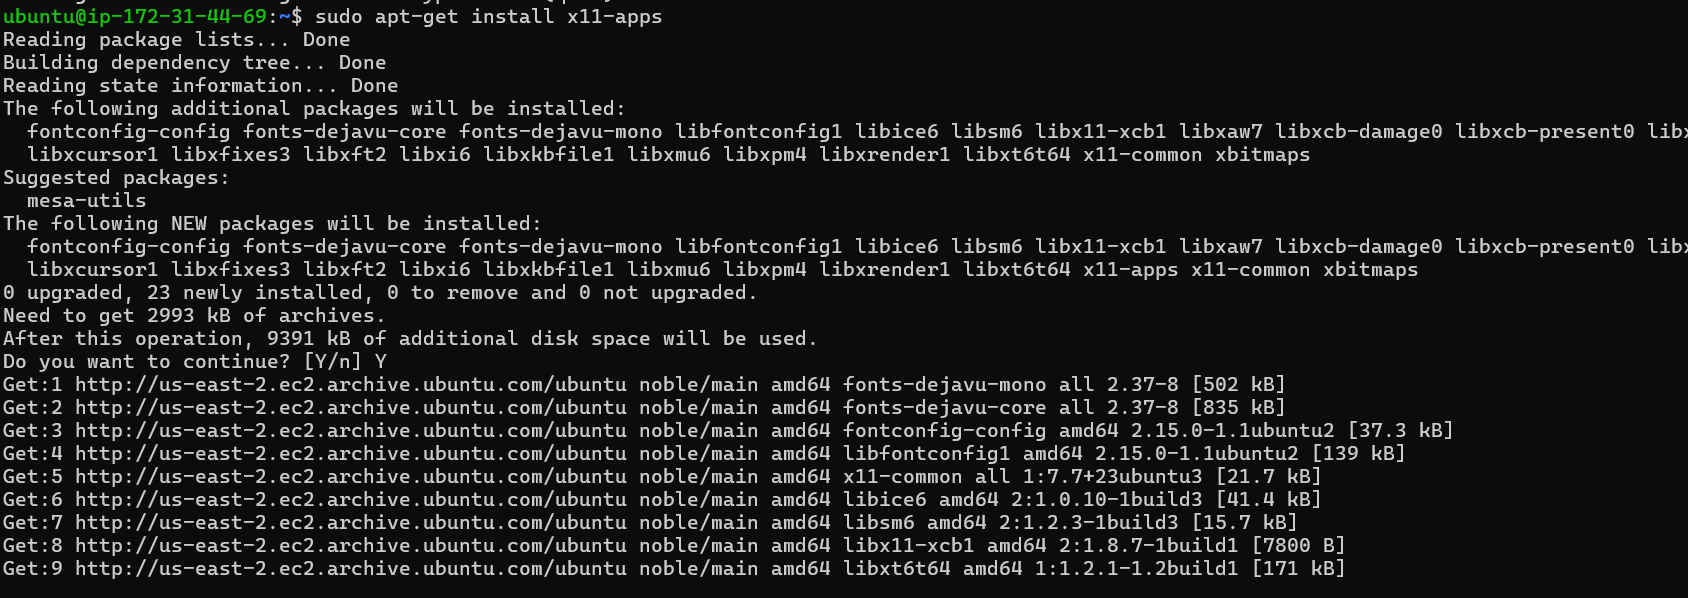 ubuntu@ip-172-31-44-69:~$ sudo apt-get install x11-apps
Reading package lists... Done
Building dependency tree... Done
Reading state information... Done
The following additional packages will be installed:
  fontconfig-config fonts-dejavu-core fonts-dejavu-mono libfontconfig1 libice6 libsm6 libx11-xcb1 libxaw7 libxcb-damage0 libxcb-present0
  libxcursor1 libxfixes3 libxft2 libxi6 libxkbfile1 libxmu6 libxpm4 libxrender1 libxt6t64 x11-common xbitmaps
Suggested packages:
  mesa-utils
The following NEW packages will be installed:
  fontconfig-config fonts-dejavu-core fonts-dejavu-mono libfontconfig1 libice6 libsm6 libx11-xcb1 libxaw7 libxcb-damage0 libxcb-present0
  libxcursor1 libxfixes3 libxft2 libxi6 libxkbfile1 libxmu6 libxpm4 libxrender1 libxt6t64 x11-apps x11-common xbitmaps
0 upgraded, 23 newly installed, 0 to remove and 0 not upgraded.
Need to get 2993 kB of archives.
After this operation, 9391 kB of additional disk space will be used.
Do you want to continue? [Y/n] Y
Get:1 http://us-east-2.ec2.archive.ubuntu.com/ubuntu noble/main amd64 fonts-dejavu-mono all 2.37-8 [502 kB]
Get:2 http://us-east-2.ec2.archive.ubuntu.com/ubuntu noble/main amd64 fonts-dejavu-core all 2.37-8 [835 kB]
Get:3 http://us-east-2.ec2.archive.ubuntu.com/ubuntu noble/main amd64 fontconfig-config amd64 2.15.0-1.1ubuntu2 [37.3 kB]
Get:4 http://us-east-2.ec2.archive.ubuntu.com/ubuntu noble/main amd64 libfontconfig1 amd64 2.15.0-1.1ubuntu2 [139 kB]
Get:5 http://us-east-2.ec2.archive.ubuntu.com/ubuntu noble/main amd64 x11-common all 1:7.7+23ubuntu3 [21.7 kB]
Get:6 http://us-east-2.ec2.archive.ubuntu.com/ubuntu noble/main amd64 libice6 amd64 2:1.0.10-1build3 [41.4 kB]
Get:7 http://us-east-2.ec2.archive.ubuntu.com/ubuntu noble/main amd64 libsm6 amd64 2:1.2.3-1build3 [15.7 kB]
Get:8 http://us-east-2.ec2.archive.ubuntu.com/ubuntu noble/main amd64 libx11-xcb1 amd64 2:1.8.7-1build1 [7800 B]
Get:9 http://us-east-2.ec2.archive.ubuntu.com/ubuntu noble/main amd64 libxt6t64 amd64 1:1.2.1-1.2build1 [171 kB]